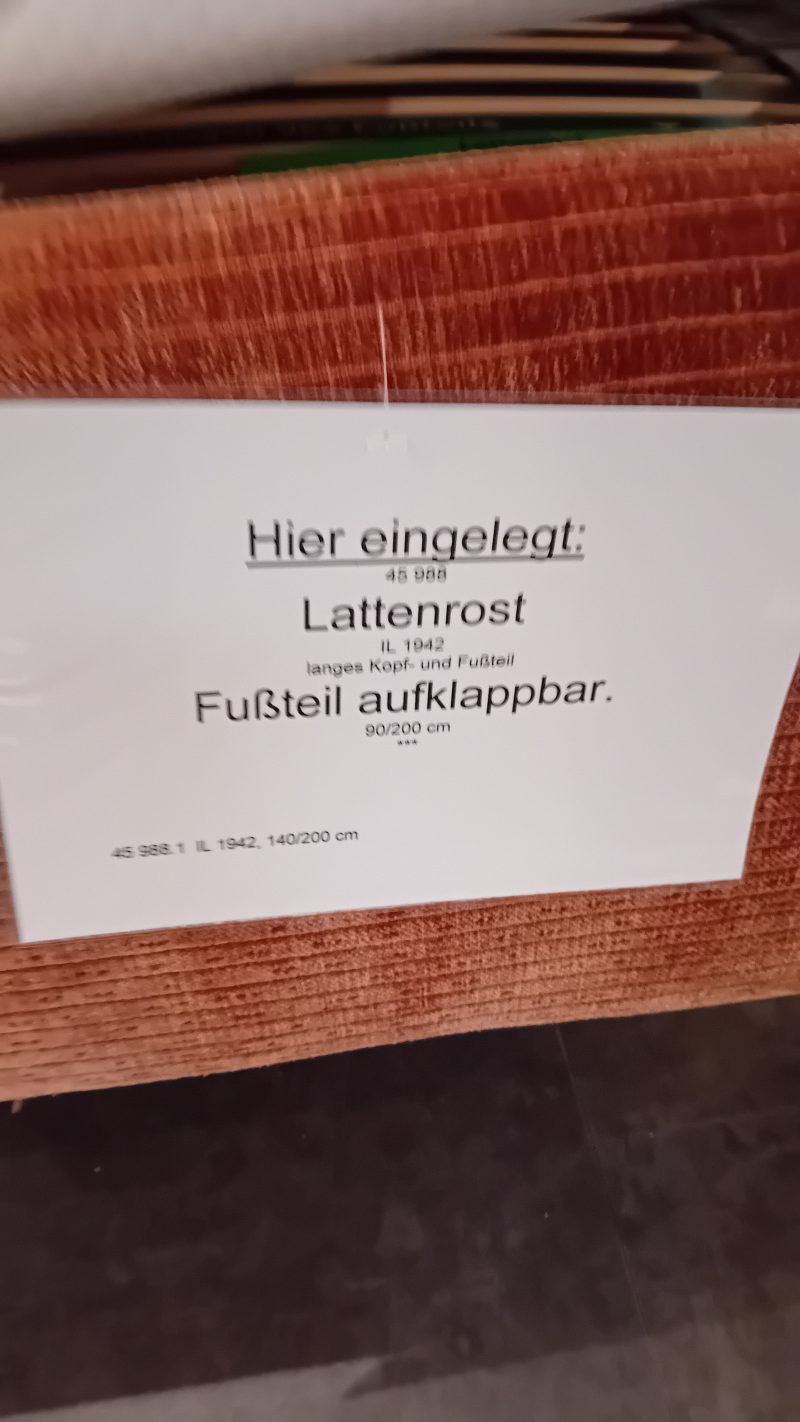 Hier eingelegt:
45 988
Lattenrost
IL 1942
langes Kopf- und Fußteil
Fußteil aufklappbar.
90/200 cm
***
45 988.1 IL 1942, 140/200 cm